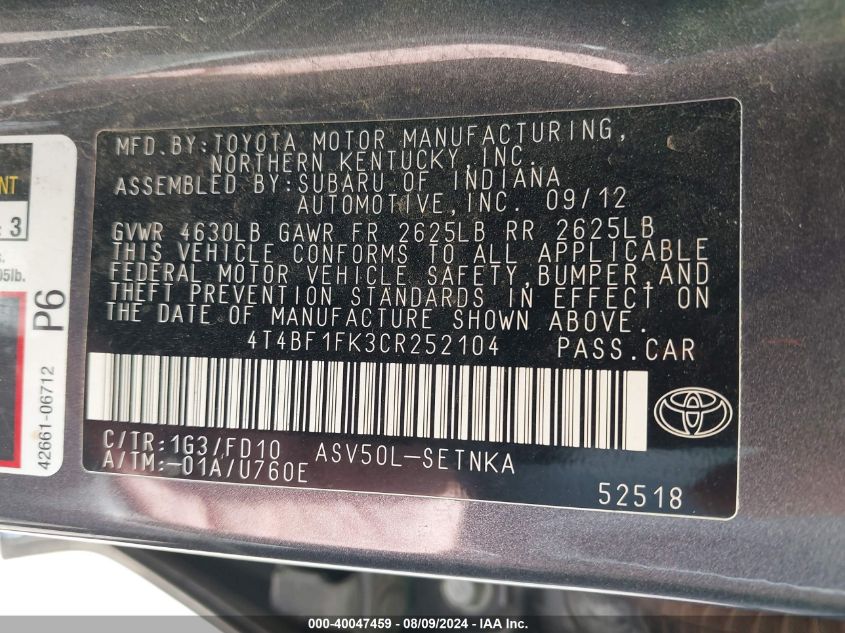 MFD.BY:TOYOTA MOTOR MANUFACTURING,
NORTHERN KENTUCKY,INC.
ASSEMBLED BY:SUBARU OF INDIANA
AUTOMOTIVE,INC. 09/12
GVWR 4630LB GAWR FR 2625LB RR 2625LB
THIS VEHICLE CONFORMS TO ALL APPLICABLE
FEDERAL MOTOR VEHICLE SAFETY,BUMPER,AND
THEFT PREVENTION STANDARDS IN EFFECT ON
THE DATE OF MANUFACTURE SHOWN ABOVE.
4T4BF1FK3CR252104 PASS.CAR
C/TR:1G3/FD10 ASV50L-SETNKA
A/TM:-01A/U760E
52518
3
P6
42661-06712
000-40047459 - 08/09/2024 - IAA Inc.